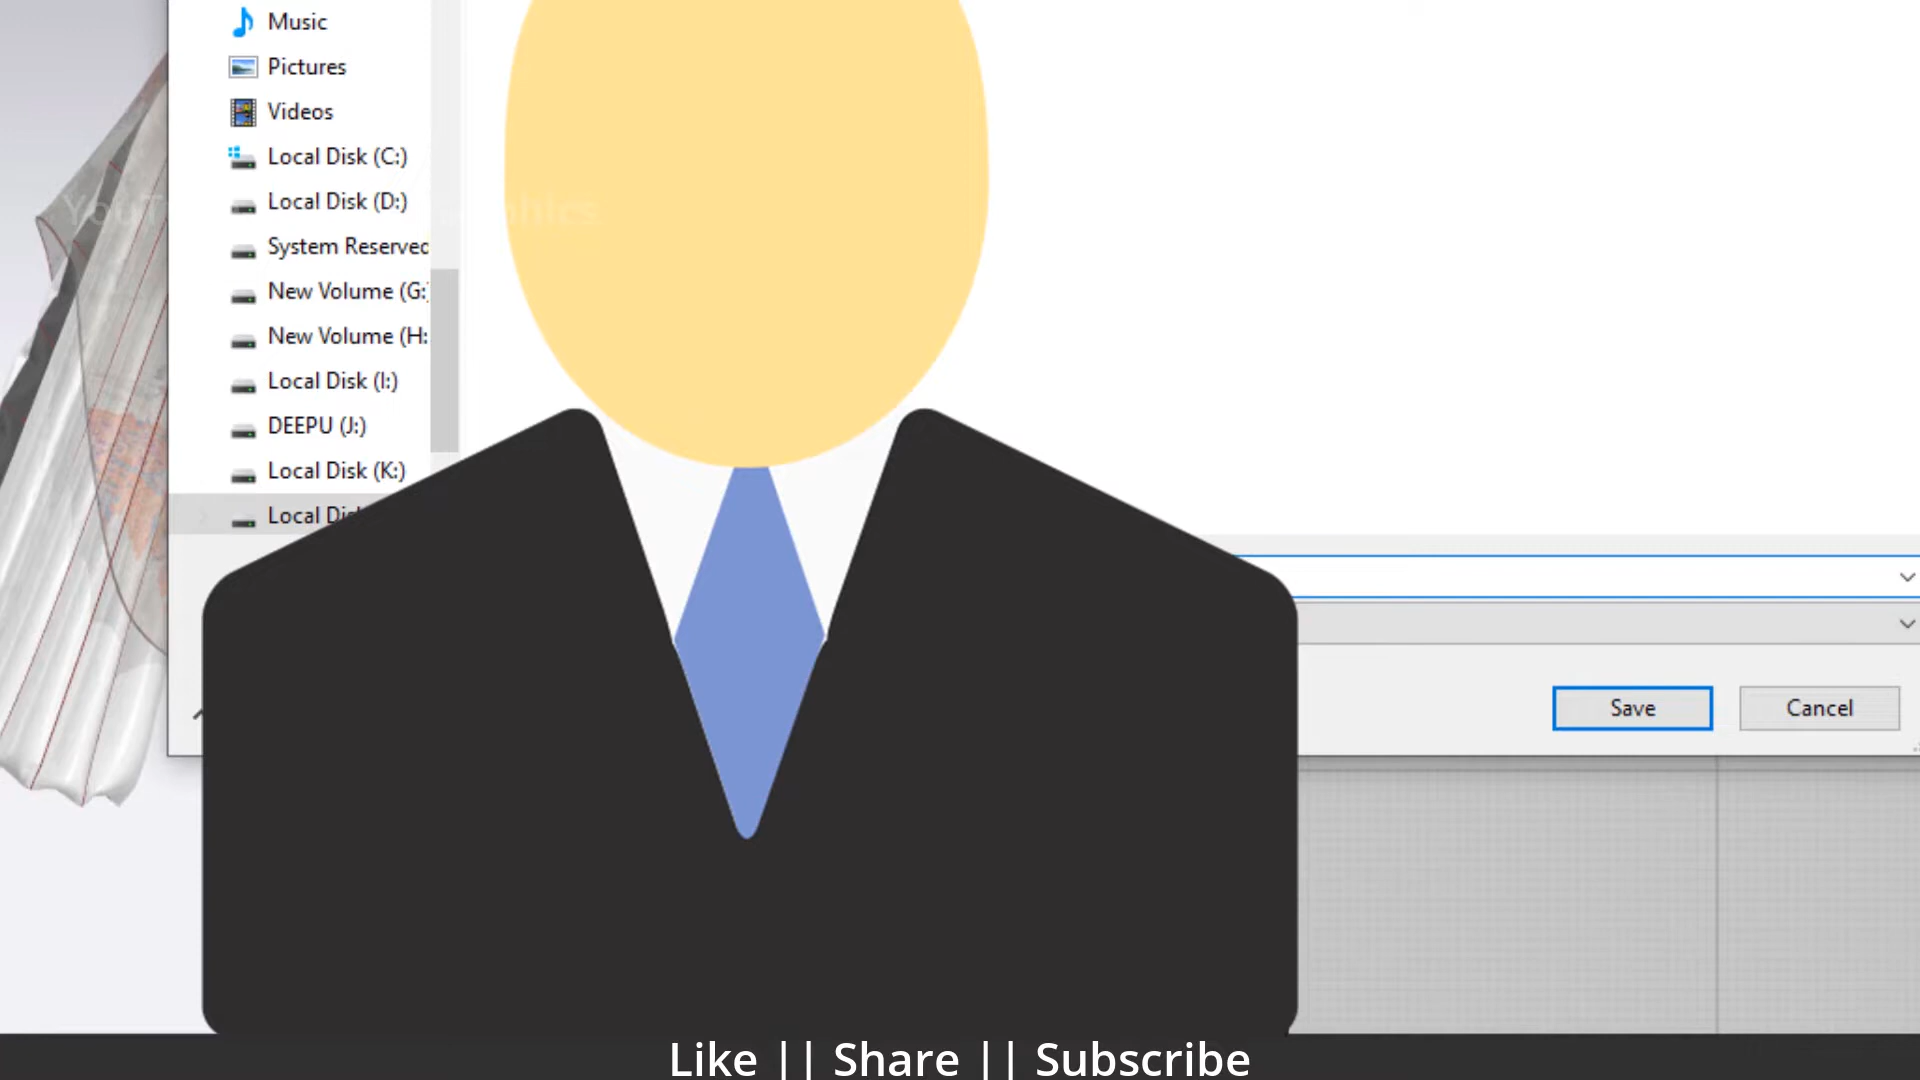 Music
Pictures
Videos
Local Disk (C:)
Local Disk (D:)
System Reserved
New Volume (G:)
New Volume (H:
Local Disk (I:)
DEEPU (J:)
Local Disk (K:)
Local
Save
Cancel
Like || Share || Subscribe